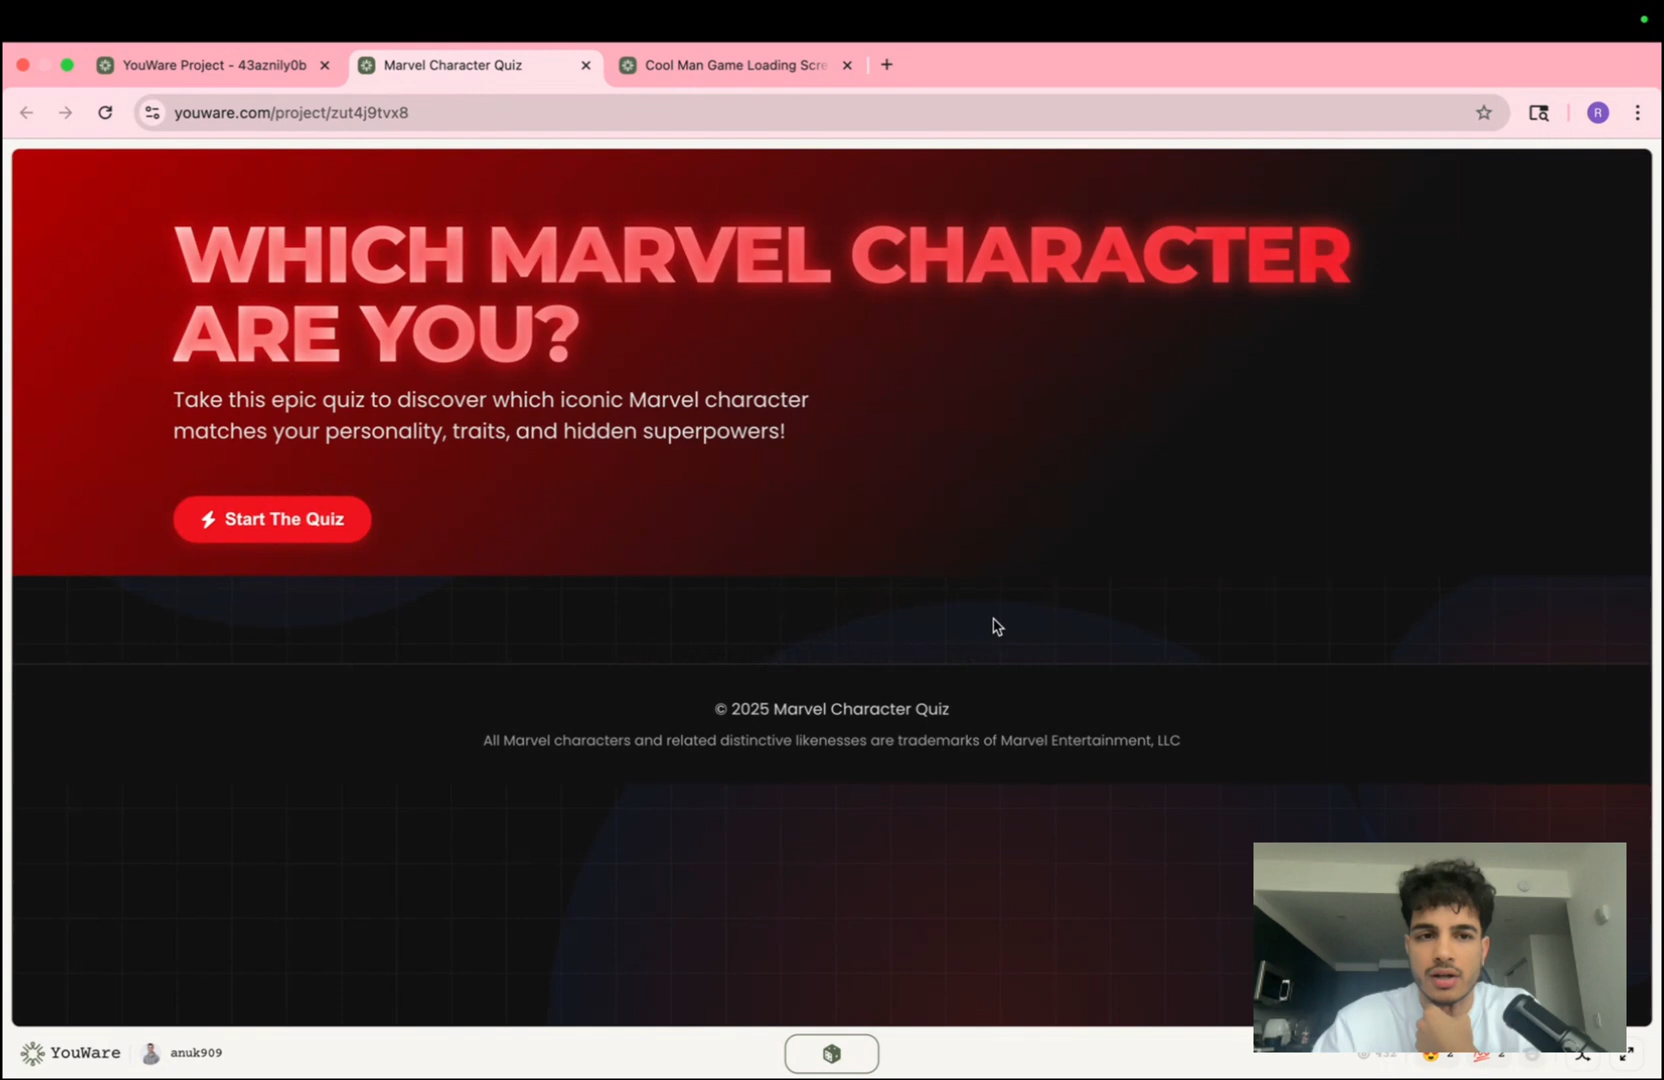 YouWare Project - 43aznily0b
Marvel Character Quiz
Cool Man Game Loading Scre
youware.com/project/zut4j9tvx8
R
WHICH MARVEL CHARACTER
ARE YOU?
Take this epic quiz to discover which iconic Marvel character
matches your personality, traits, and hidden superpowers!
Start The Quiz
© 2025 Marvel Character Quiz
All Marvel characters and related distinctive likenesses are trademarks of Marvel Entertainment, LLC
YouWare
anuk909